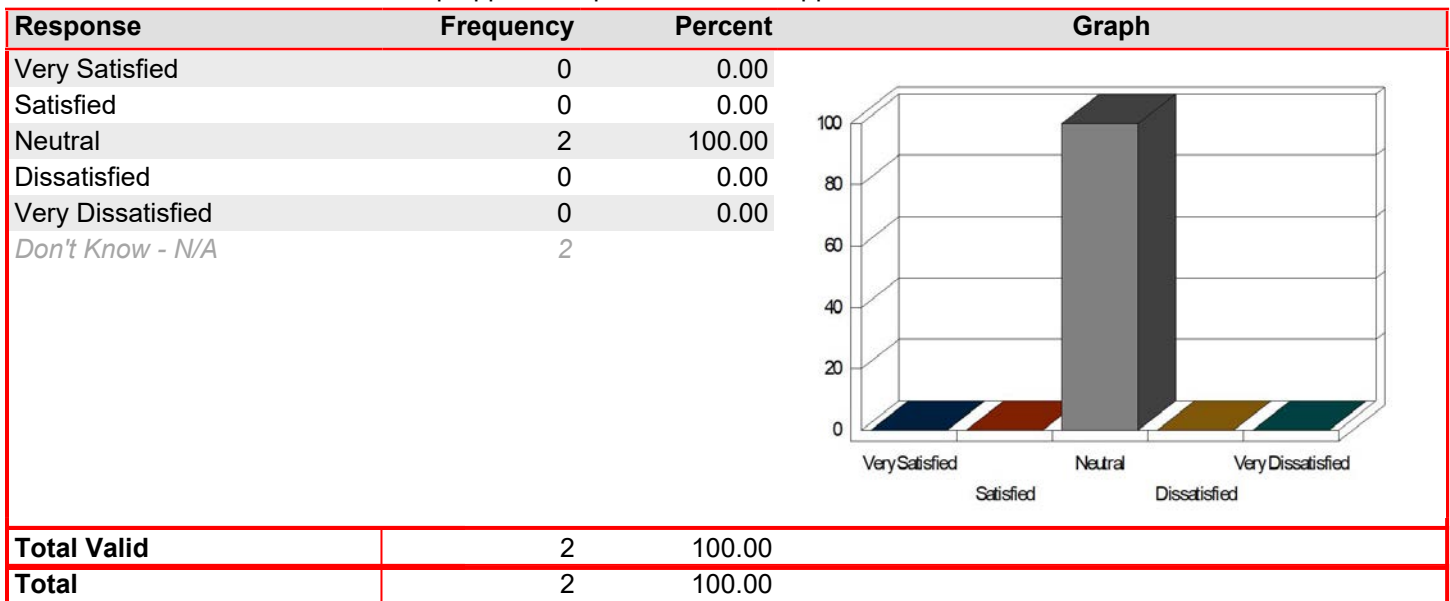 Response Frequency Percent Graph
Very Satisfied 0 0.00
Satisfied 0 0.00
Neutral 2 100.00
Dissatisfied 0 0.00
Very Dissatisfied 0 0.00
Don't Know - N/A 2
100
80
60
40
20
0
Very Satisfied Neutral Very Dissatisfied
Satisfied Dissatisfied
Total Valid 2 100.00
Total 2 100.00